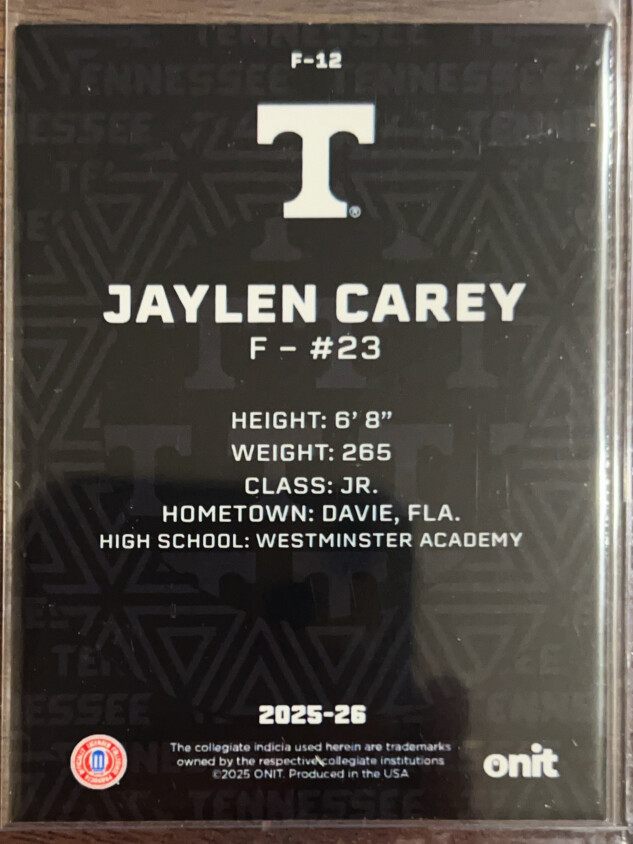 F-12
T®
JAYLEN CAREY
F – #23
HEIGHT: 6' 8"
WEIGHT: 265
CLASS: JR.
HOMETOWN: DAVIE, FLA.
HIGH SCHOOL: WESTMINSTER ACADEMY
2025-26
The collegiate indicia used herein are trademarks
owned by the respective collegiate institutions
©2025 ONIT. Produced in the USA
onit
TENNESSEE